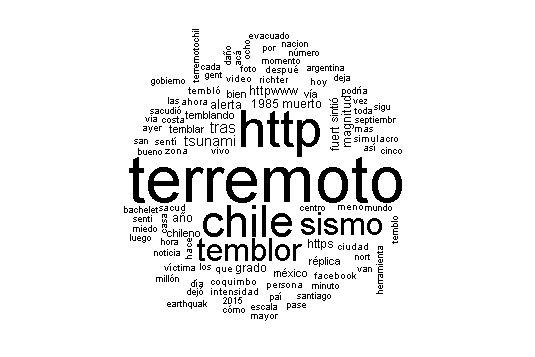 evacuado
nacion
terremotochil
daño
acá
ocho
por
número
cada
gent
foto
momento
después
argentina
gobierno
video
richter
hoy
deja
tembló
bien
httpwww
vía
podría
las
ahora
alerta
1985
muerto
vez
sacudió
temblando
fuert
sintió
magnitud
toda
sigu
via
costa
tras
http
septiembr
ayer
temblar
tsunami
mas
simulacro
san
sentí
así
cinco
bueno
zona
vivo
terremoto
bachelet
sacud
centro
menor
mundo
senti
año
chile
sismo
miedo
casa
chileno
temblo
luego
hora
hace
temblor
https
ciudad
noticia
réplica
nort
víctima
los
que
grado
méxico
facebook
van
herramienta
millón
día
coquimbo
persona
minuto
dejó
intensidad
paí
santiago
earthquak
2015
cómo
escala
pase
mayor